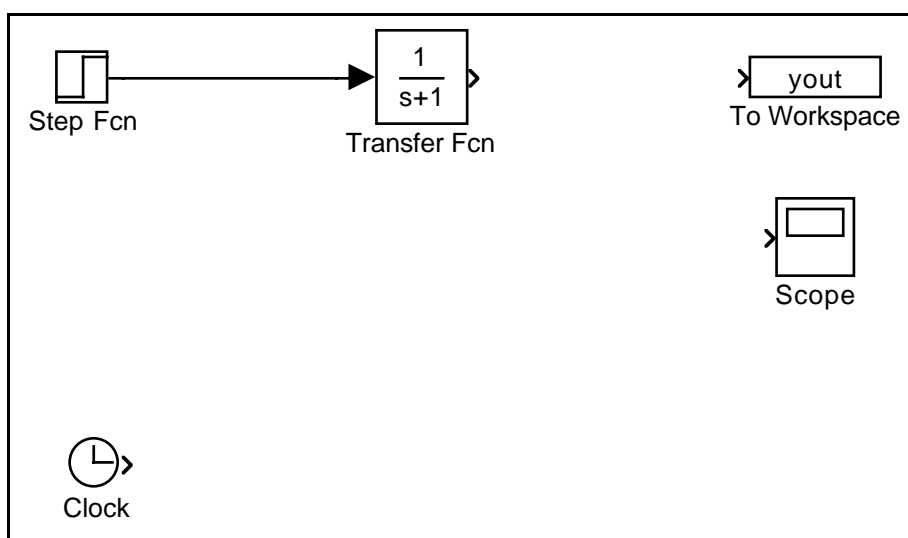 1
s+1
yout
Step Fcn
Transfer Fcn
To Workspace
Scope
Clock